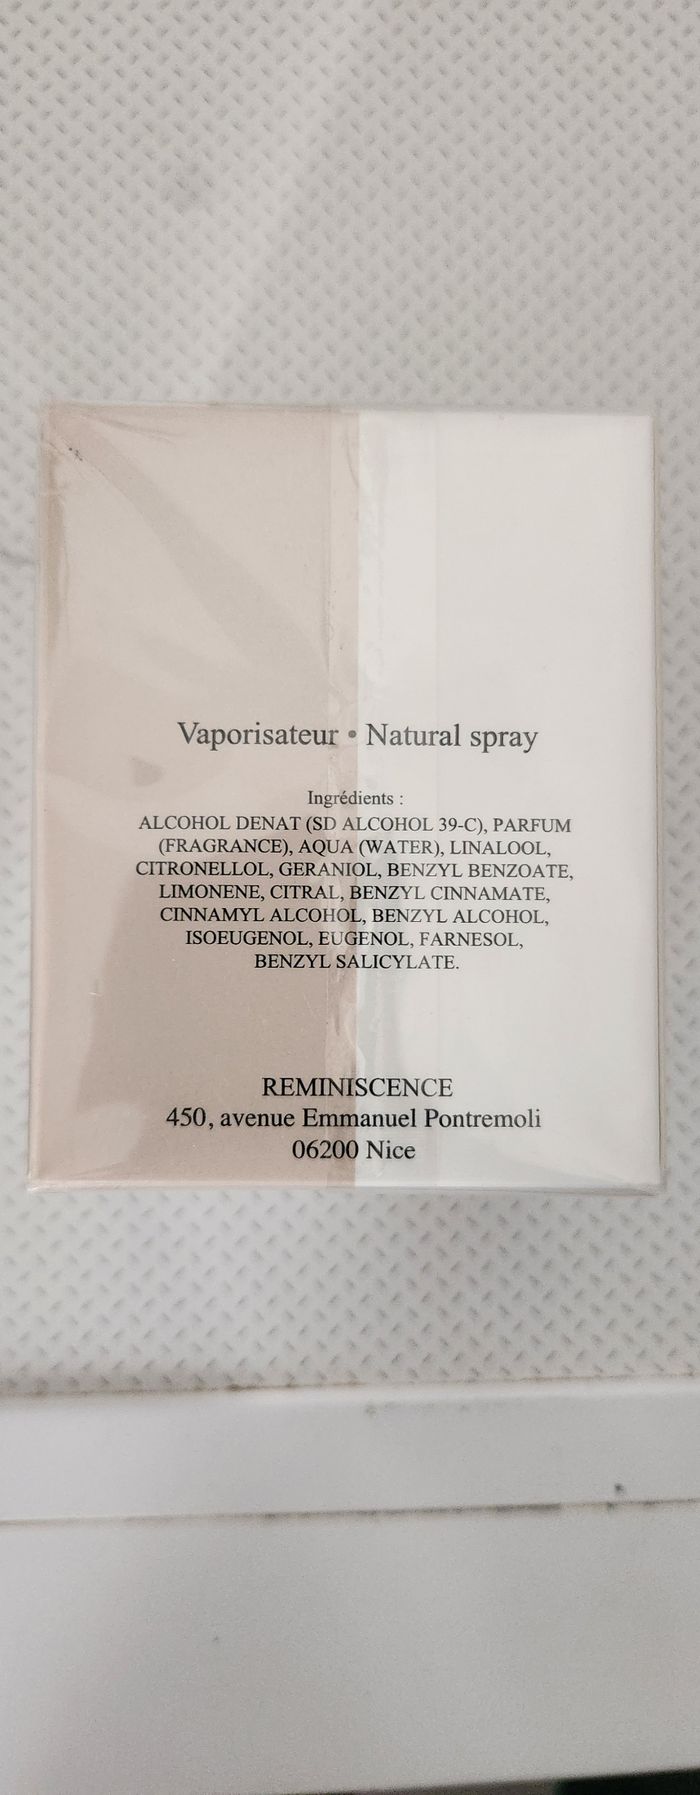 Vaporisateur • Natural spray
Ingrédients :
ALCOHOL DENAT (SD ALCOHOL 39-C), PARFUM
(FRAGRANCE), AQUA (WATER), LINALOOL,
CITRONELLOL, GERANIOL, BENZYL BENZOATE,
LIMONENE, CITRAL, BENZYL CINNAMATE,
CINNAMYL ALCOHOL, BENZYL ALCOHOL,
ISOEUGENOL, EUGENOL, FARNESOL,
BENZYL SALICYLATE.
REMINISCENCE
450, avenue Emmanuel Pontremoli
06200 Nice